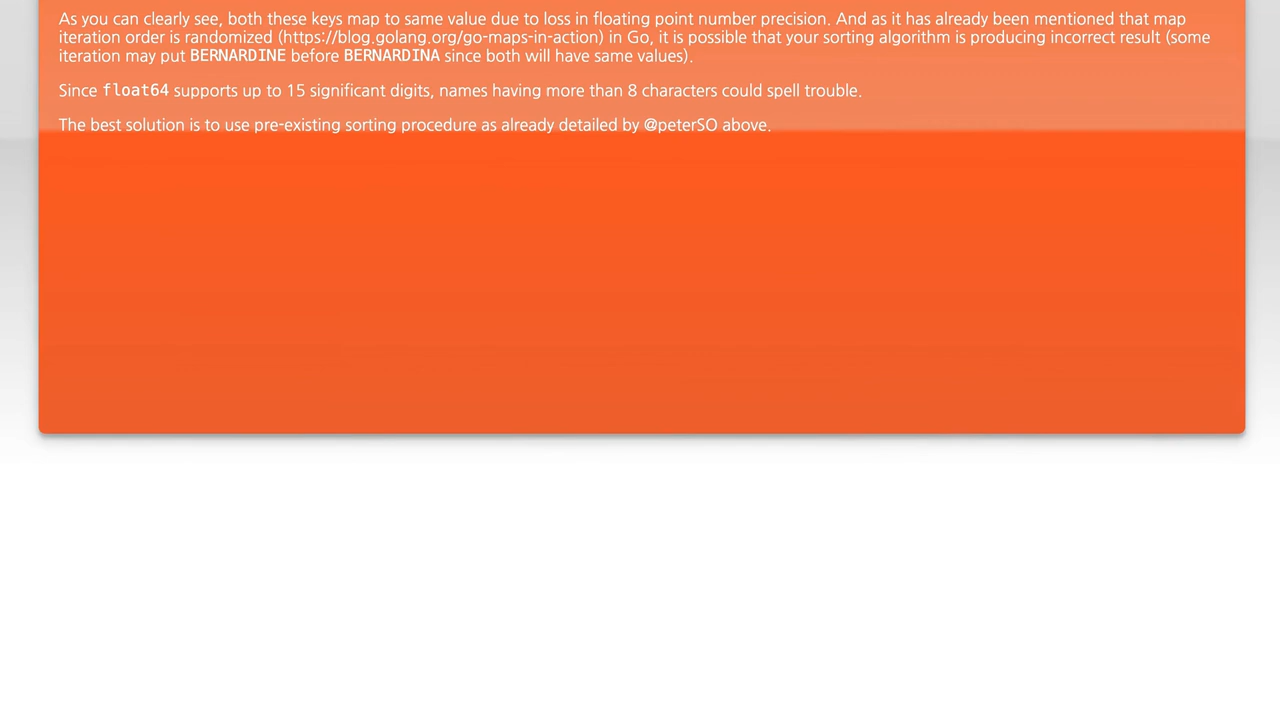 As you can clearly see, both these keys map to same value due to loss in floating point number precision. And as it has already been mentioned that map
iteration order is randomized (https://blog.golang.org/go-maps-in-action) in Go, it is possible that your sorting algorithm is producing incorrect result (some
iteration may put BERNARDINE before BERNARDINA since both will have same values).
Since float64 supports up to 15 significant digits, names having more than 8 characters could spell trouble.
The best solution is to use pre-existing sorting procedure as already detailed by @peterSO above.